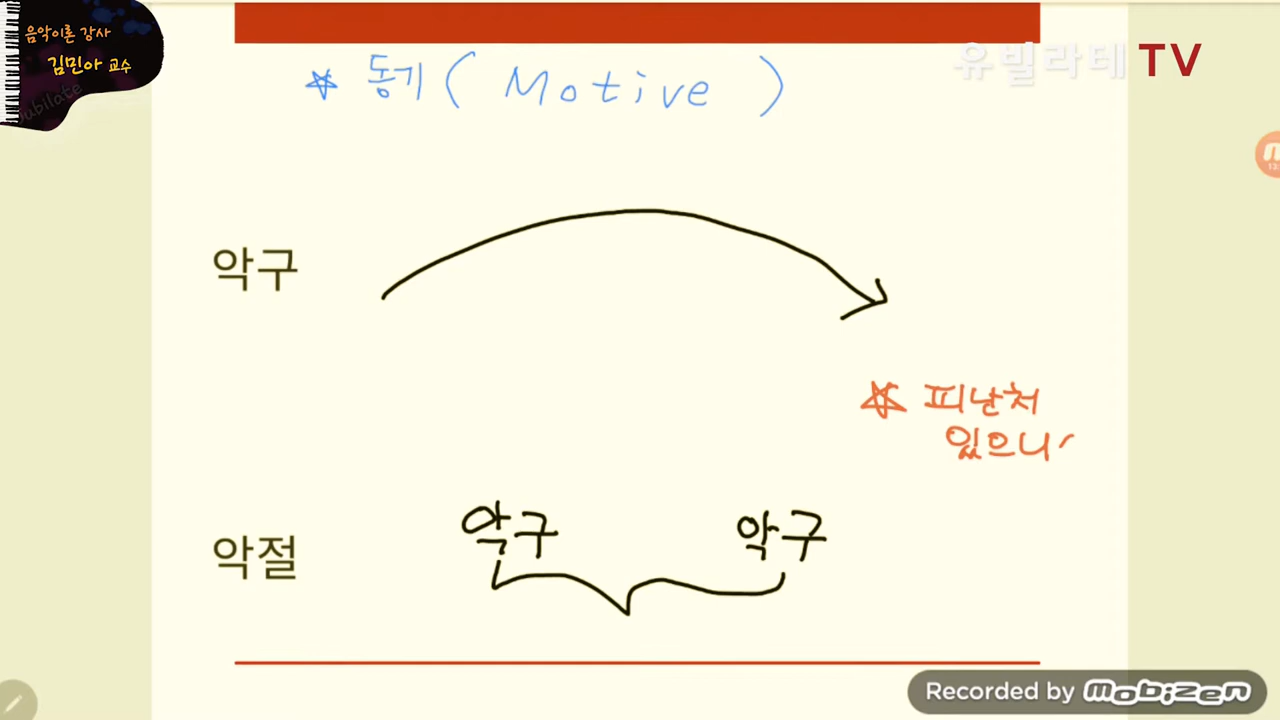 음악이론 강사
김민아 교수
Jubilate
유빌라테 TV
☆ 동기 ( Motive )
악구
☆ 피난처
있으니
악구 악구
악절
Recorded by mobizen